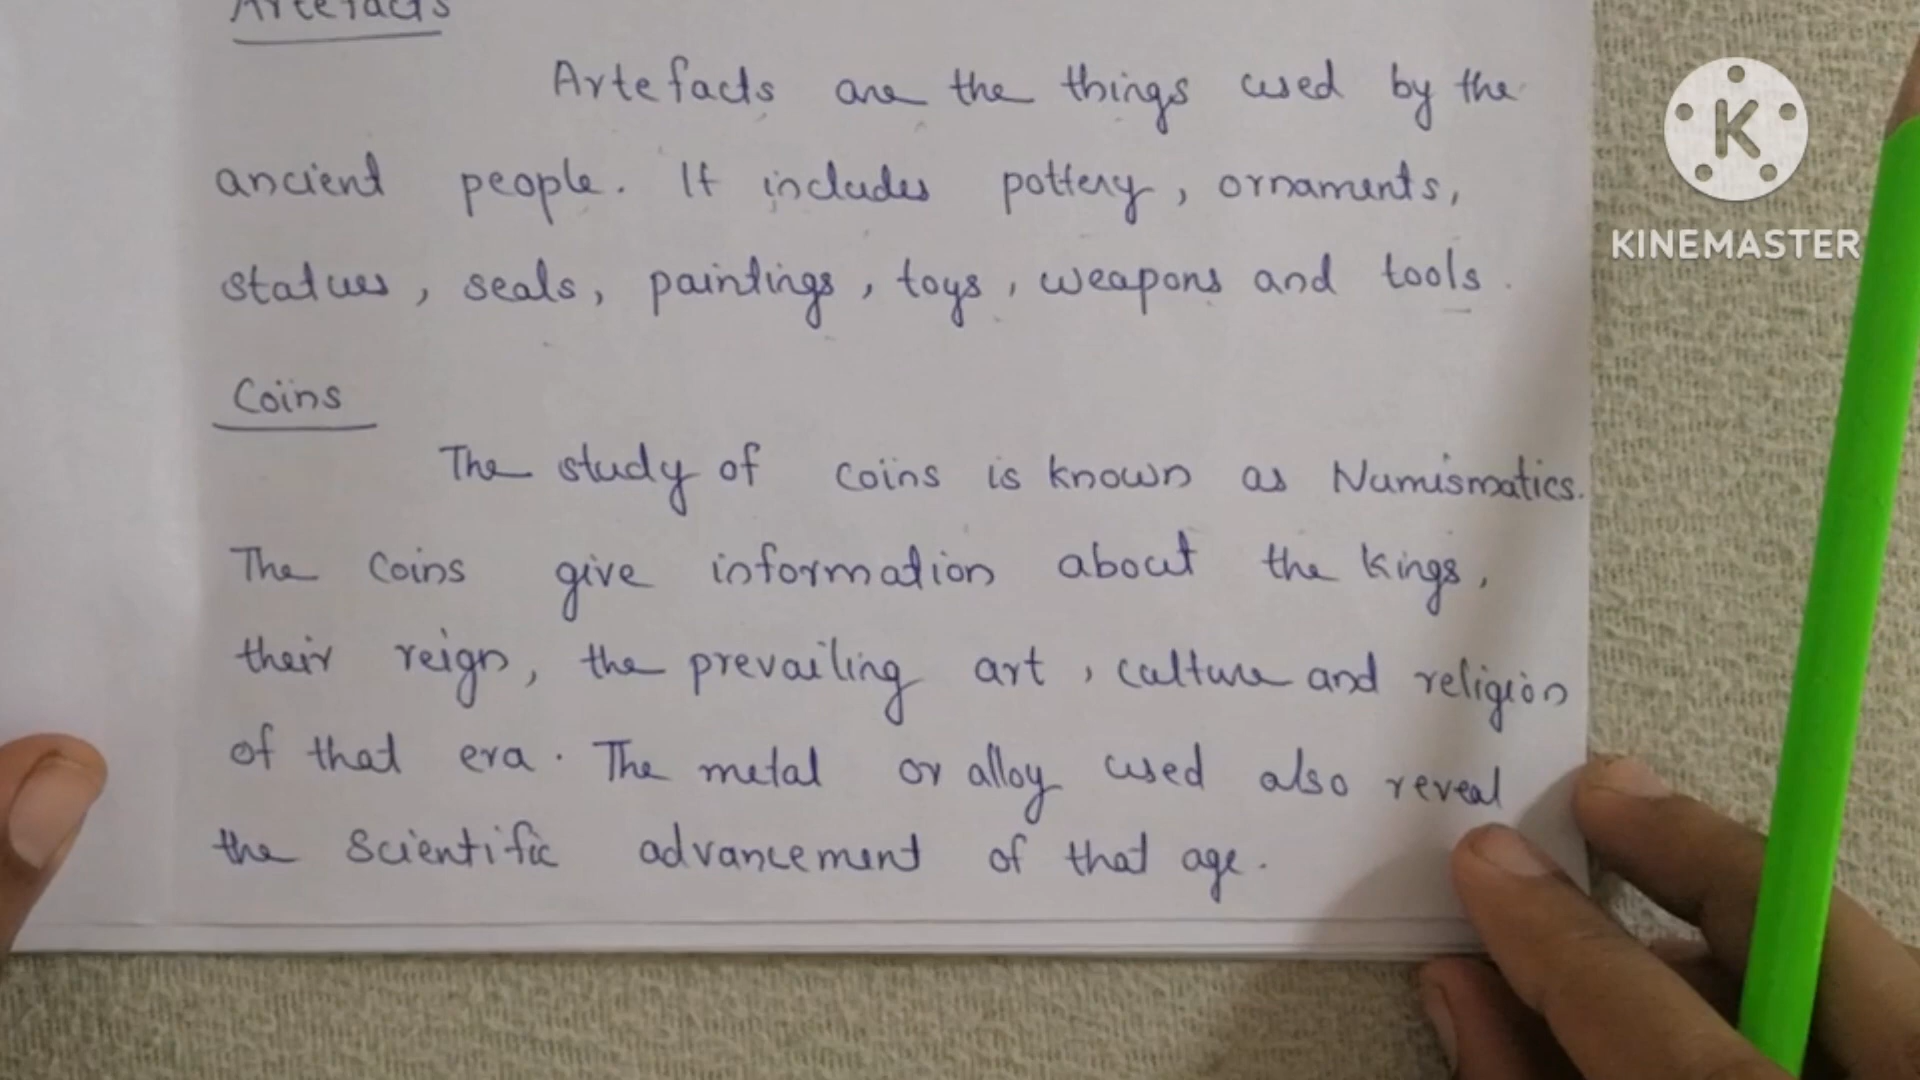 Artefacts
Artefacts are the things used by the
ancient people. It includes pottery, ornaments,
statues, seals, paintings, toys, weapons and tools.
Coins
The study of coins is known as Numismatics.
The coins give information about the kings,
their reign, the prevailing art, culture and religion
of that era. The metal or alloy used also reveal
the scientific advancement of that age.
K
KINEMASTER